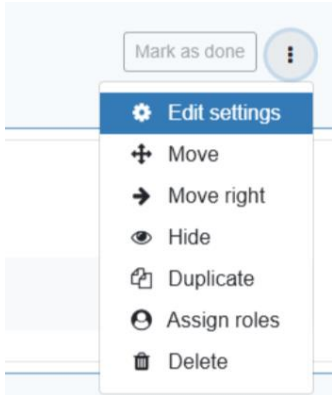 Mark as done
Edit settings
Move
Move right
Hide
Duplicate
Assign roles
Delete